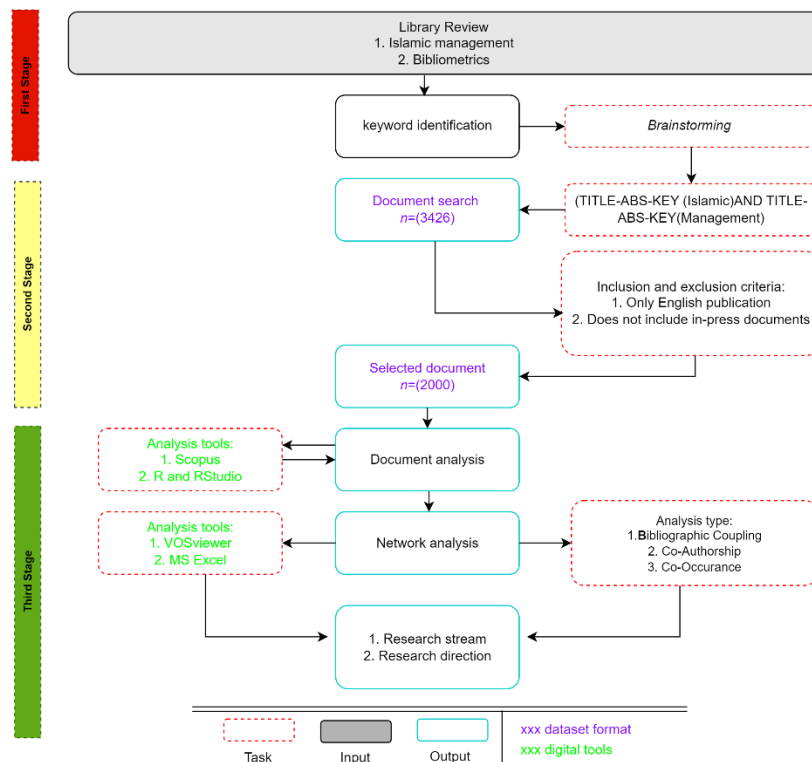 Library Review
1. Islamic management
2. Bibliometrics
First Stage
keyword identification
Brainstorming
Second Stage
Document search
n=(3426)
(TITLE-ABS-KEY (Islamic)AND TITLE-
ABS-KEY(Management)
Inclusion and exclusion criteria:
1. Only English publication
2. Does not include in-press documents
Selected document
n=(2000)
Third Stage
Analysis tools:
1. Scopus
2. R and RStudio
Document analysis
Analysis tools:
1. VOSviewer
2. MS Excel
Network analysis
Analysis type:
1.Bibliographic Coupling
2. Co-Authorship
3. Co-Occurance
1. Research stream
2. Research direction
Task
Input
Output
xxx dataset format
xxx digital tools